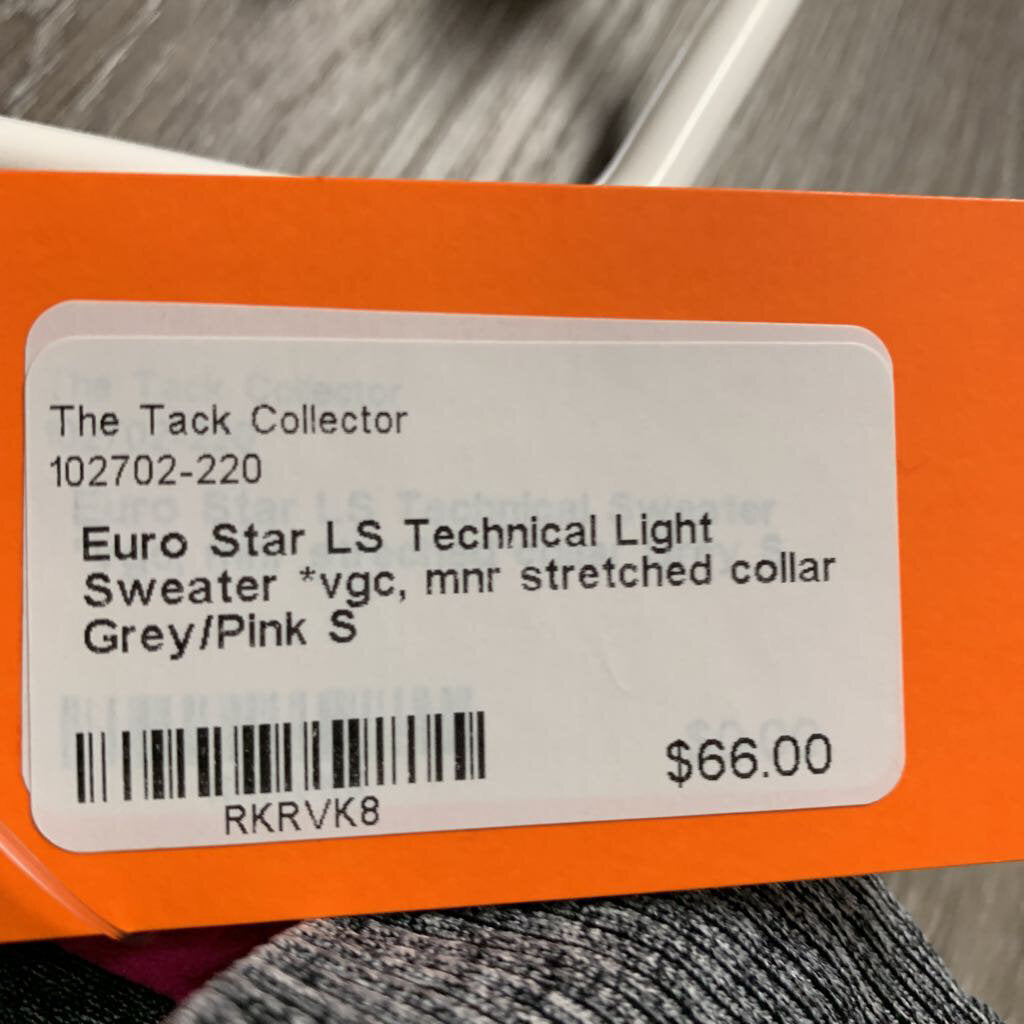 The Tack Collector
102702-220
Euro Star LS Technical Light
Sweater *vgc, mnr stretched collar
Grey/Pink S
RKRVK8
$66.00